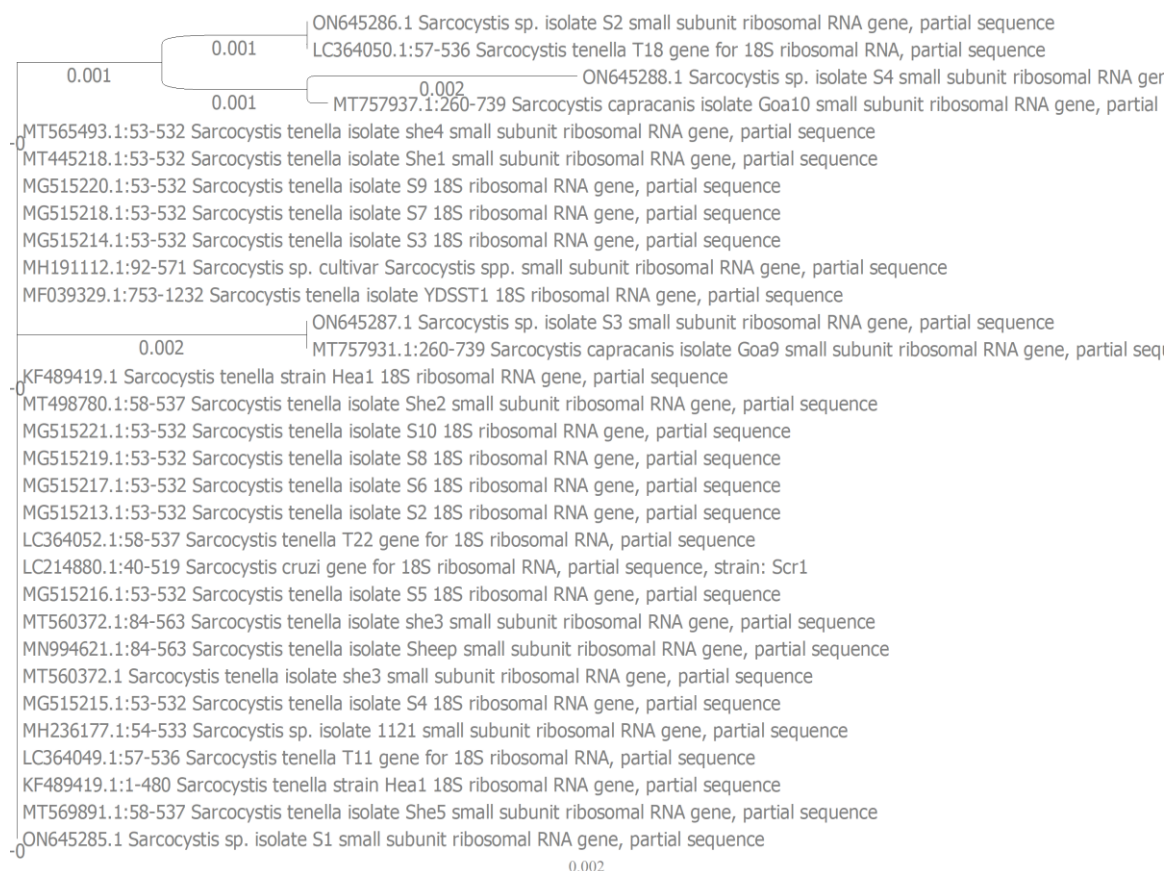 ON645286.1 Sarcocystis sp. isolate S2 small subunit ribosomal RNA gene, partial sequence
0.001
LC364050.1:57-536 Sarcocystis tenella T18 gene for 18S ribosomal RNA, partial sequence
0.001
ON645288.1 Sarcocystis sp. isolate S4 small subunit ribosomal RNA
0.002
0.001
MT757937.1:260-739 Sarcocystis capracanis isolate Goa10 small subunit ribosomal RNA gene, partial
MT565493.1:53-532 Sarcocystis tenella isolate she4 small subunit ribosomal RNA gene, partial sequence
-0
MT445218.1:53-532 Sarcocystis tenella isolate She1 small subunit ribosomal RNA gene, partial sequence
MG515220.1:53-532 Sarcocystis tenella isolate S9 18S ribosomal RNA gene, partial sequence
MG515218.1:53-532 Sarcocystis tenella isolate S7 18S ribosomal RNA gene, partial sequence
MG515214.1:53-532 Sarcocystis tenella isolate S3 18S ribosomal RNA gene, partial sequence
MH191112.1:92-571 Sarcocystis sp. cultivar Sarcocystis spp. small subunit ribosomal RNA gene, partial sequence
MF039329.1:753-1232 Sarcocystis tenella isolate YDSST1 18S ribosomal RNA gene, partial sequence
ON645287.1 Sarcocystis sp. isolate S3 small subunit ribosomal RNA gene, partial sequence
0.002
MT757931.1:260-739 Sarcocystis capracanis isolate Goa9 small subunit ribosomal RNA gene, partial
KF489419.1 Sarcocystis tenella strain Hea1 18S ribosomal RNA gene, partial sequence
-0
MT498780.1:58-537 Sarcocystis tenella isolate She2 small subunit ribosomal RNA gene, partial sequence
MG515221.1:53-532 Sarcocystis tenella isolate S10 18S ribosomal RNA gene, partial sequence
MG515219.1:53-532 Sarcocystis tenella isolate S8 18S ribosomal RNA gene, partial sequence
MG515217.1:53-532 Sarcocystis tenella isolate S6 18S ribosomal RNA gene, partial sequence
MG515213.1:53-532 Sarcocystis tenella isolate S2 18S ribosomal RNA gene, partial sequence
LC364052.1:58-537 Sarcocystis tenella T22 gene for 18S ribosomal RNA, partial sequence
LC214880.1:40-519 Sarcocystis cruzi gene for 18S ribosomal RNA, partial sequence, strain: Scr1
MG515216.1:53-532 Sarcocystis tenella isolate S5 18S ribosomal RNA gene, partial sequence
MT560372.1:84-563 Sarcocystis tenella isolate she3 small subunit ribosomal RNA gene, partial sequence
MN994621.1:84-563 Sarcocystis tenella isolate Sheep small subunit ribosomal RNA gene, partial sequence
MT560372.1 Sarcocystis tenella isolate she3 small subunit ribosomal RNA gene, partial sequence
MG515215.1:53-532 Sarcocystis tenella isolate S4 18S ribosomal RNA gene, partial sequence
MH236177.1:54-533 Sarcocystis sp. isolate 1121 small subunit ribosomal RNA gene, partial sequence
LC364049.1:57-536 Sarcocystis tenella T11 gene for 18S ribosomal RNA, partial sequence
KF489419.1:1-480 Sarcocystis tenella strain Hea1 18S ribosomal RNA gene, partial sequence
MT569891.1:58-537 Sarcocystis tenella isolate She5 small subunit ribosomal RNA gene, partial sequence
ON645285.1 Sarcocystis sp. isolate S1 small subunit ribosomal RNA gene, partial sequence
-0
0.002